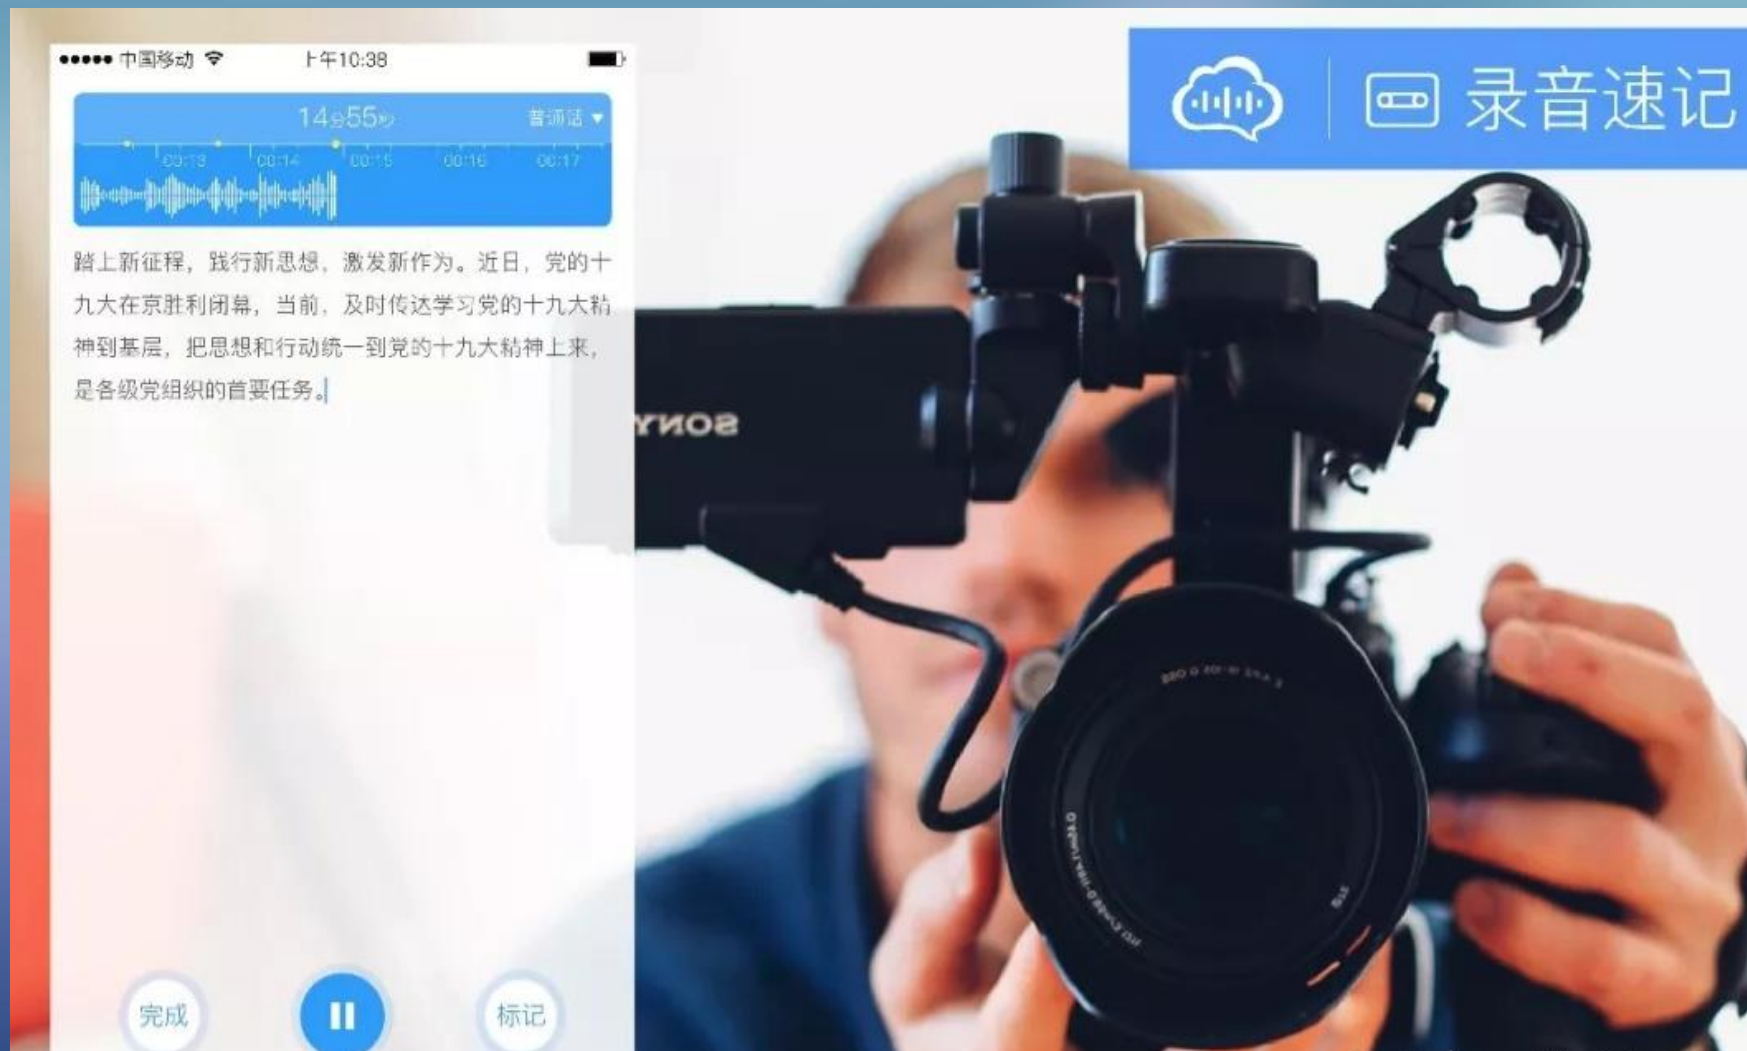 中国移动 上午10:38
14分55秒 普通话
00:13 00:14 00:15 00:16 00:17
踏上新征程，践行新思想，激发新作为。近日，党的十
九大在京胜利闭幕，当前，及时传达学习党的十九大精
神到基层，把思想和行动统一到党的十九大精神上来，
是各级党组织的首要任务。
完成 标记
录音速记
SONY